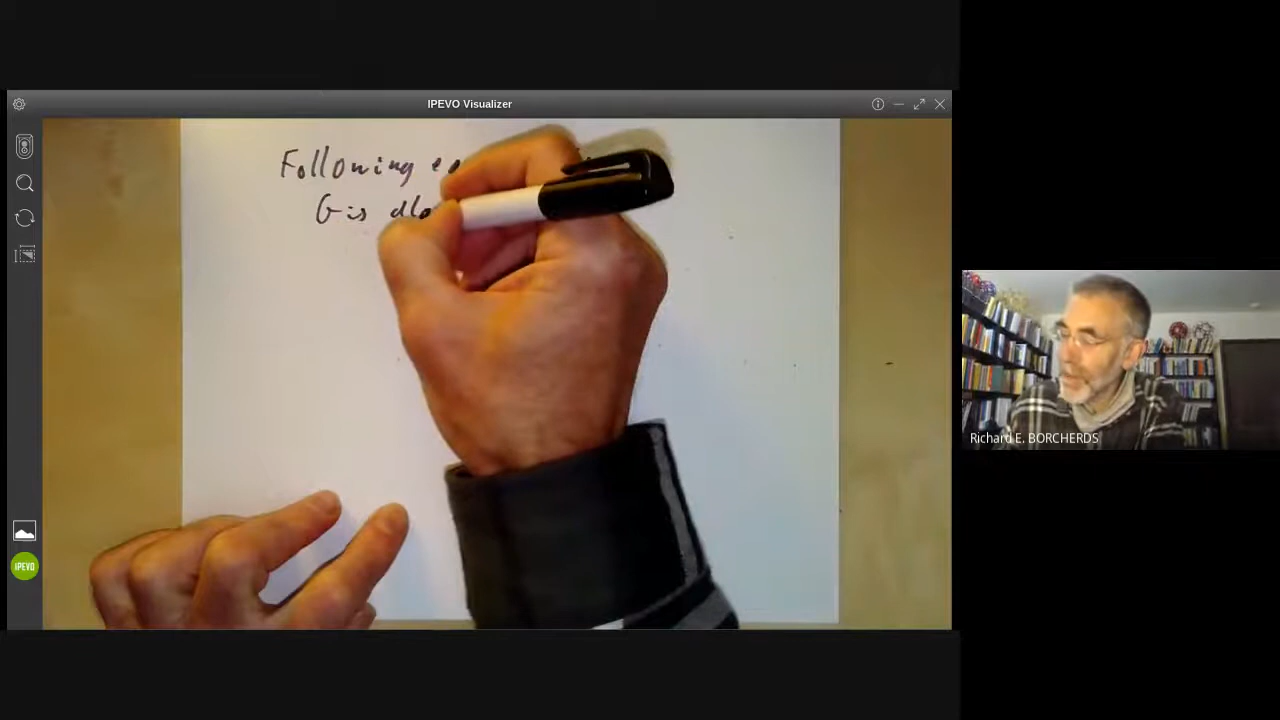 IPEVO Visualizer
Following
G is
IPEVO
Richard E. BORCHERDS